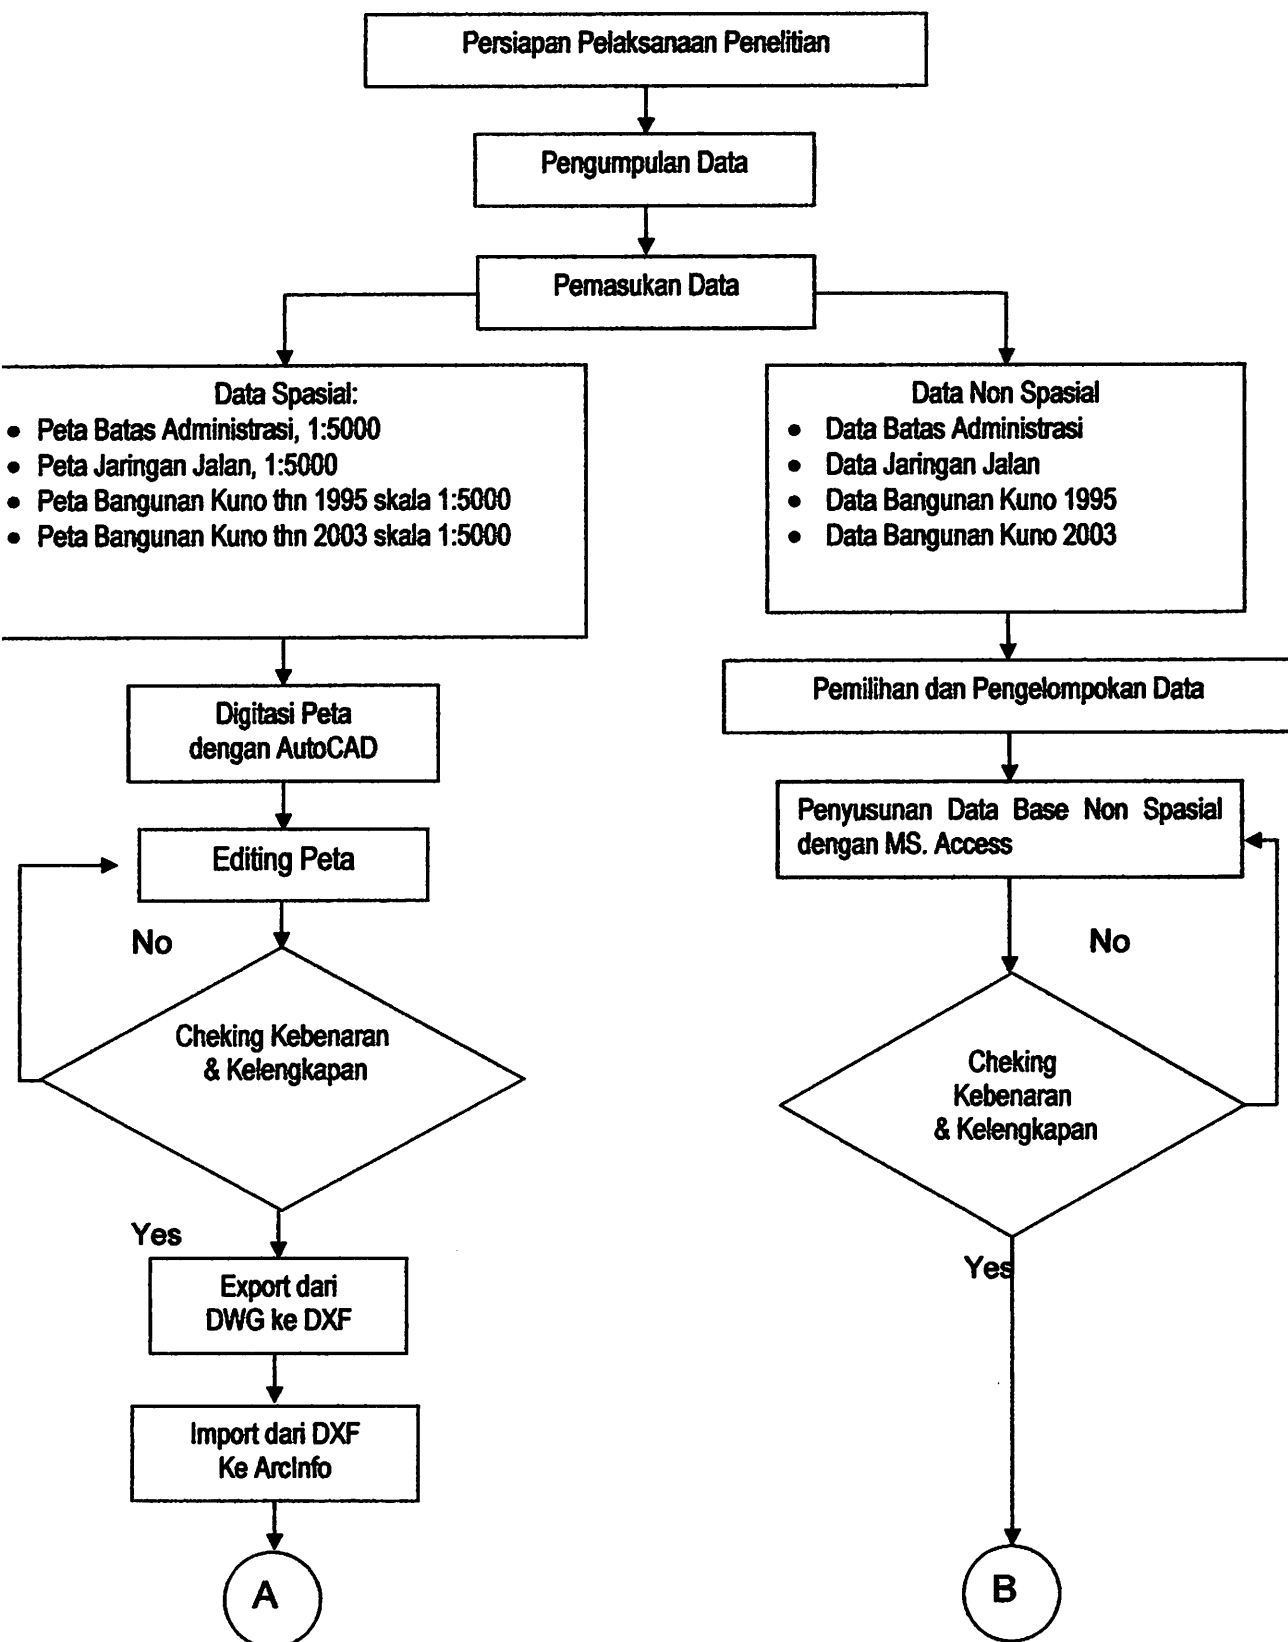 Persiapan Pelaksanaan Penelitian
Pengumpulan Data
Pemasukan Data
Data Spasial:
• Peta Batas Administrasi, 1:5000
• Peta Jaringan Jalan, 1:5000
• Peta Bangunan Kuno thn 1995 skala 1:5000
• Peta Bangunan Kuno thn 2003 skala 1:5000
Digitasi Peta
dengan AutoCAD
Editing Peta
No
Cheking Kebenaran
& Kelengkapan
Yes
Export dari
DWG ke DXF
Import dari DXF
Ke ArcInfo
A
Data Non Spasial
• Data Batas Administrasi
• Data Jaringan Jalan
• Data Bangunan Kuno 1995
• Data Bangunan Kuno 2003
Pemilihan dan Pengelompokan Data
Penyusunan Data Base Non Spasial
dengan MS. Access
No
Cheking
Kebenaran
& Kelengkapan
Yes
B